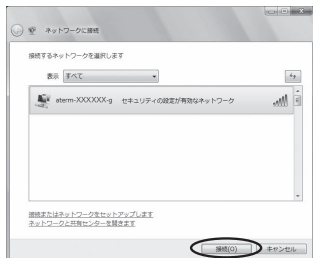 ネットワークに接続
接続するネットワークを選択します
表示 すべて
aterm-XXXXXX-g セキュリティの設定が有効なネットワーク
接続またはネットワークをセットアップします
ネットワークと共有センターを開きます
接続(O) キャンセル